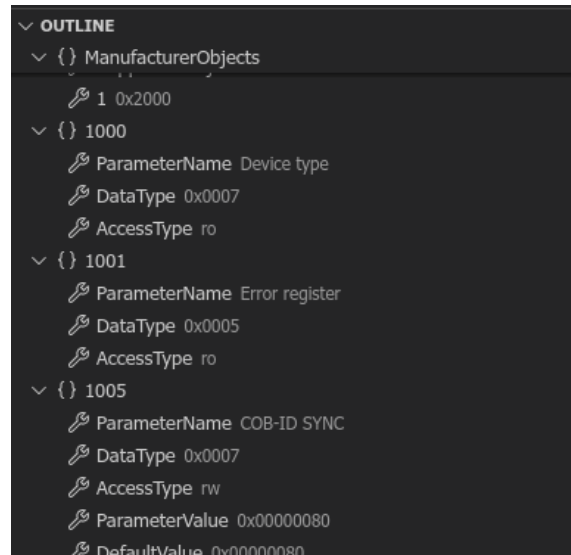 OUTLINE
{} ManufacturerObjects
1 0x2000
{} 1000
ParameterName Device type
DataType 0x0007
AccessType ro
{} 1001
ParameterName Error register
DataType 0x0005
AccessType ro
{} 1005
ParameterName COB-ID SYNC
DataType 0x0007
AccessType rw
ParameterValue 0x00000080
DefaultValue 0x00000080